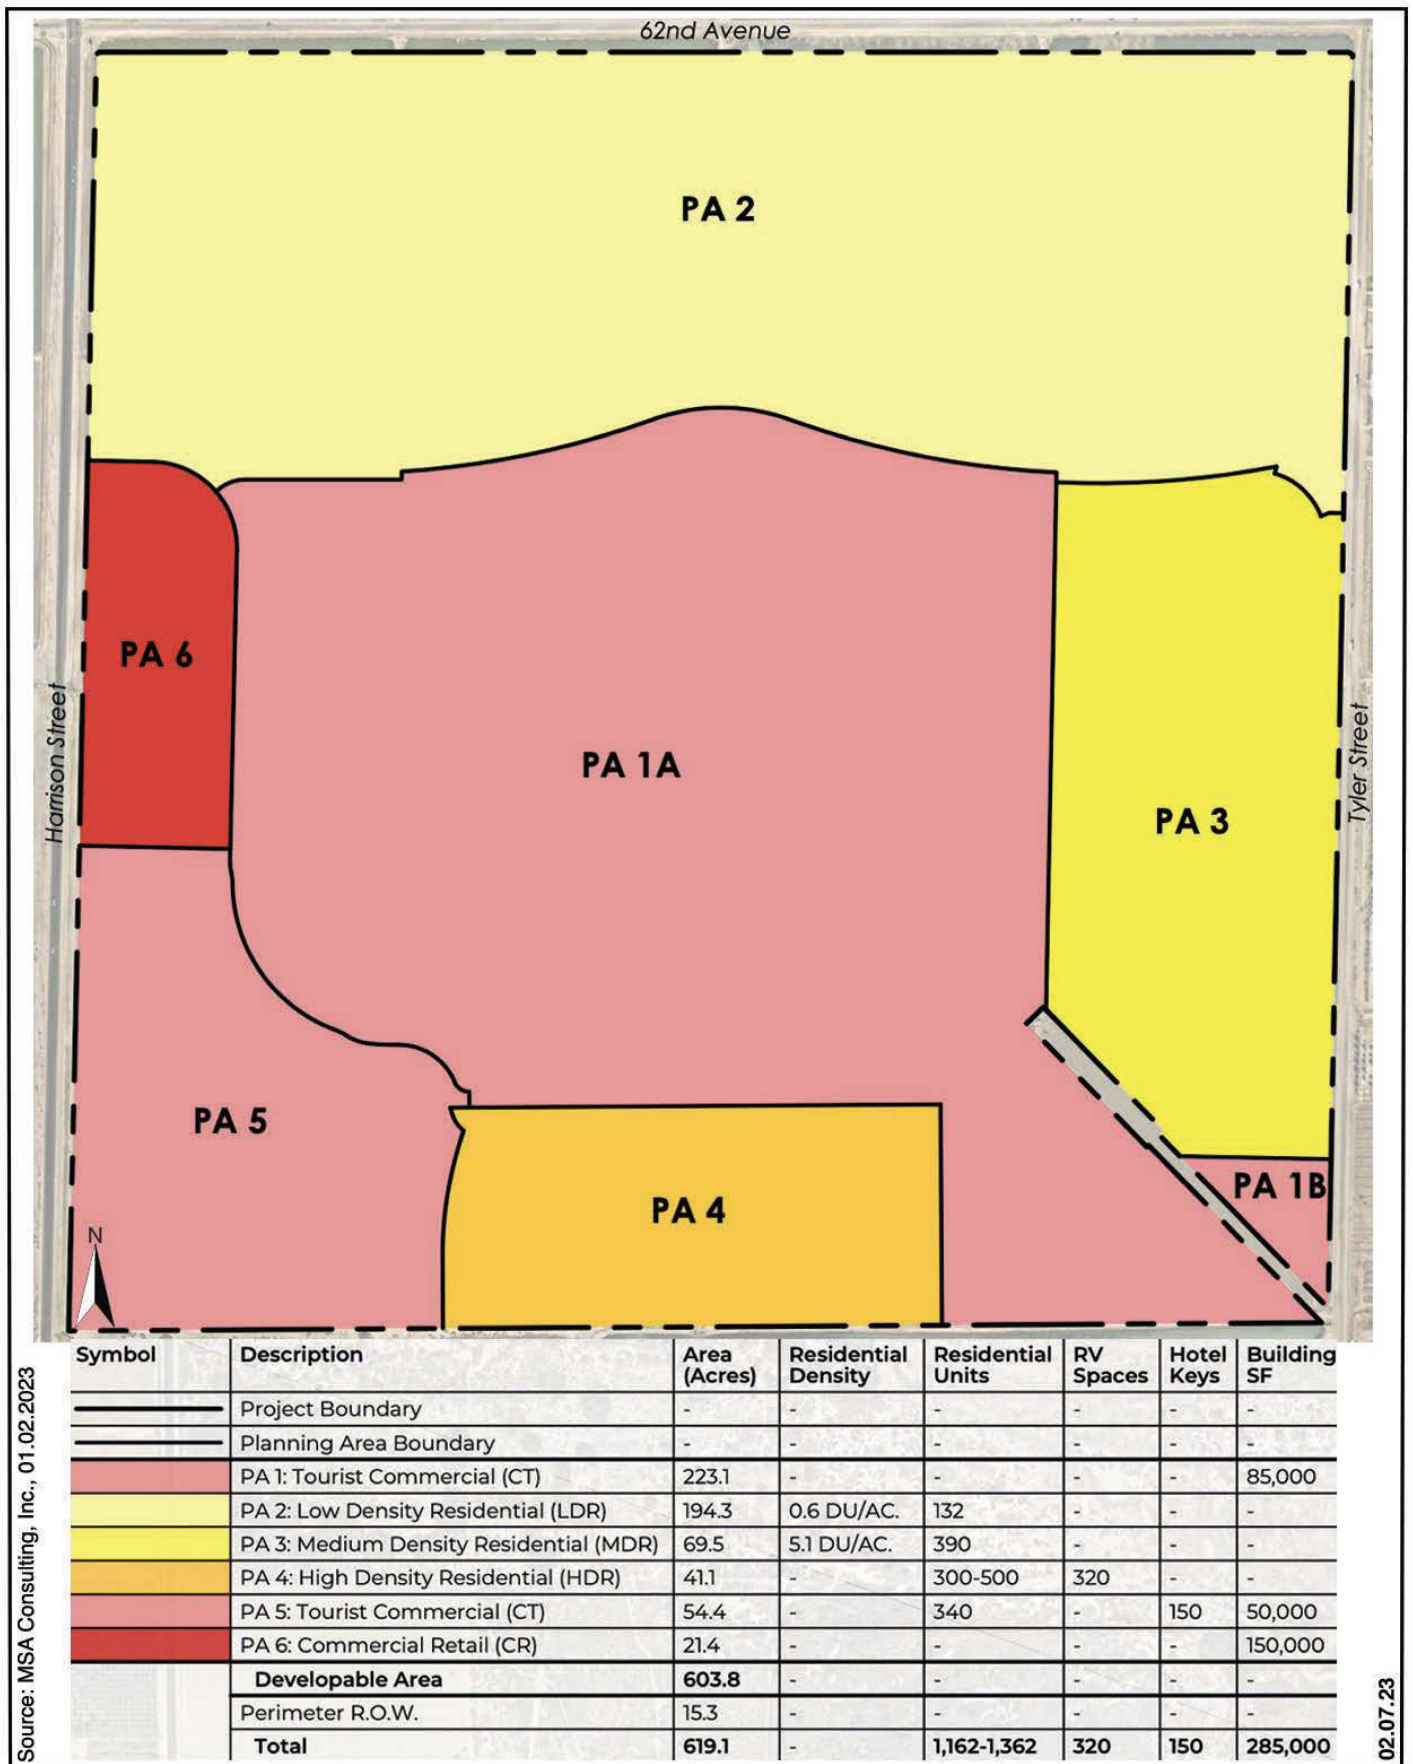 62nd Avenue
PA 2
PA 6
Harrison Street
PA 1A
PA 3
Tyler Street
PA 5
PA 4
PA 1B
N
Symbol Description Area (Acres) Residential Density Residential Units RV Spaces Hotel Keys Building SF
Project Boundary - - - - - -
Planning Area Boundary - - - - - -
PA 1: Tourist Commercial (CT) 223.1 - - - - 85,000
PA 2: Low Density Residential (LDR) 194.3 0.6 DU/AC. 132 - - -
PA 3: Medium Density Residential (MDR) 69.5 5.1 DU/AC. 390 - - -
PA 4: High Density Residential (HDR) 41.1 - 300-500 320 - -
PA 5: Tourist Commercial (CT) 54.4 - 340 - 150 50,000
PA 6: Commercial Retail (CR) 21.4 - - - - 150,000
Developable Area 603.8 - - - - -
Perimeter R.O.W. 15.3 - - - - -
Total 619.1 - 1,162-1,362 320 150 285,000
Source: MSA Consulting, Inc., 01.02.2023
02.07.23